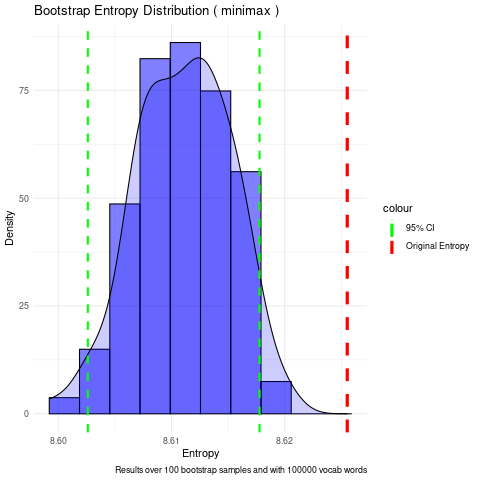 Bootstrap Entropy Distribution ( minimax )
Density
75
50
25
0
8.60
8.61
8.62
Entropy
colour
95% CI
Original Entropy
Results over 100 bootstrap samples and with 100000 vocab words